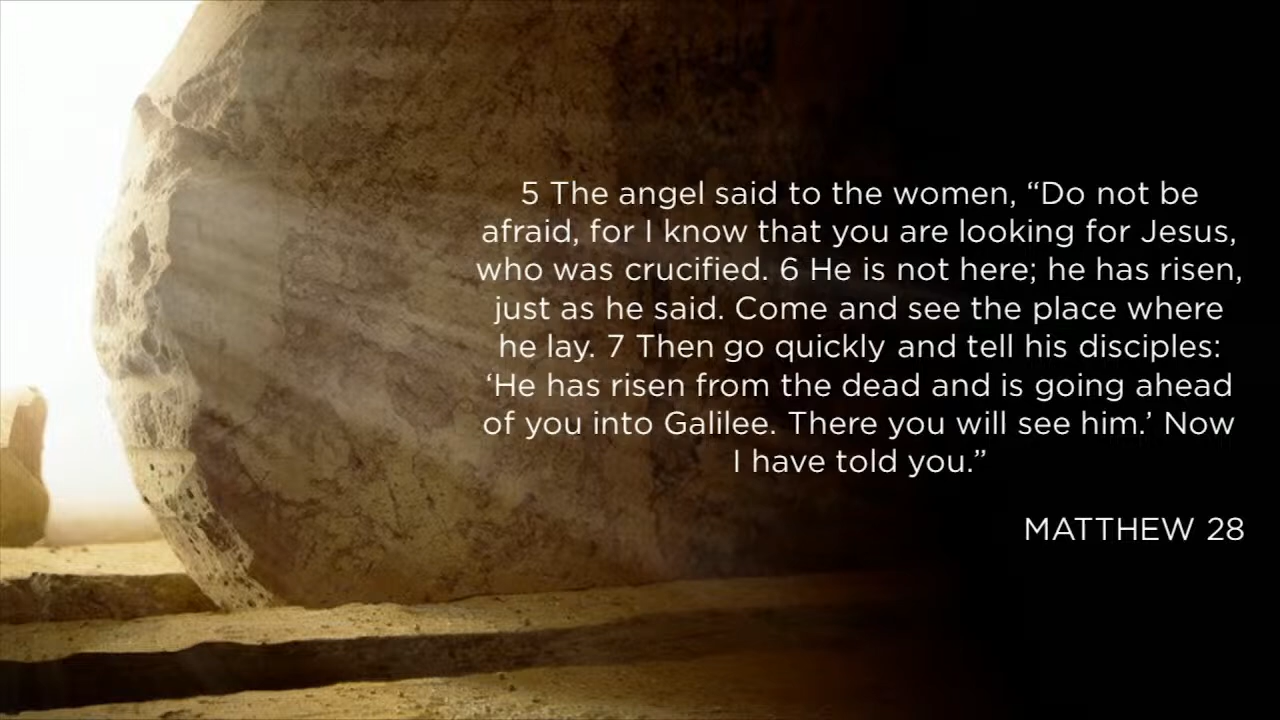 5 The angel said to the women, “Do not be
afraid, for I know that you are looking for Jesus,
who was crucified. 6 He is not here; he has risen,
just as he said. Come and see the place where
he lay. 7 Then go quickly and tell his disciples:
‘He has risen from the dead and is going ahead
of you into Galilee. There you will see him.’ Now
I have told you.”
MATTHEW 28